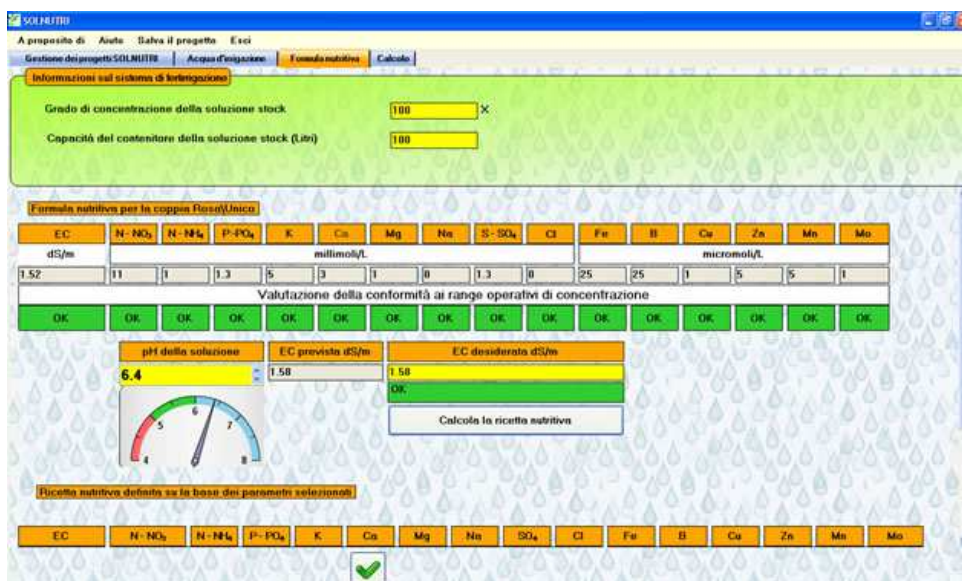 SOLNUTRI
A proposito di Aiuto Salva il progetto Esci
Gestione dei progetti SOLNUTRI Acqua d'irrigazione Formula nutritiva Calcolo
Informazioni sul sistema di fertirrigazione
Grado di concentrazione della soluzione stock 100 X
Capacità del contenitore della soluzione stock (Litri) 100
Formula nutritiva per la coppia Rosa\Unico
EC N-NO₃ N-NH₄ P-PO₄ K Ca Mg Na S-SO₄ Cl Fe B Cu Zn Mn Mo
dS/m millimoli/L micromoli/L
1.52 11 1 1.3 5 3 1 0 1.3 0 25 25 1 5 5 1
Valutazione della conformità ai range operativi di concentrazione
OK OK OK OK OK OK OK OK OK OK OK OK OK OK OK OK
pH della soluzione EC prevista dS/m EC desiderata dS/m
6.4 1.58 1.58
OK
Calcola la ricetta nutritiva
4 5 6 7 8
Ricetta nutritiva definita su la base dei parametri selezionati
EC N-NO₃ N-NH₄ P-PO₄ K Ca Mg Na SO₄ Cl Fe B Cu Zn Mn Mo